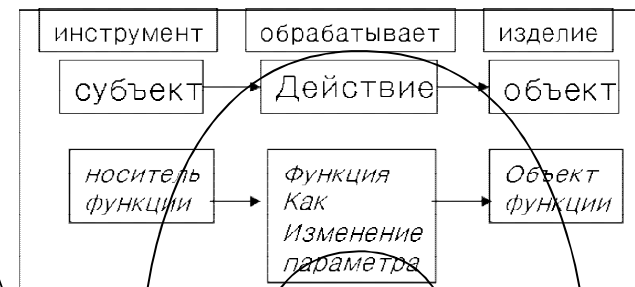 инструмент обрабатывает изделие
субъект Действие объект
носитель
функции
Функция
Как
Изменение
параметра
Объект
функции